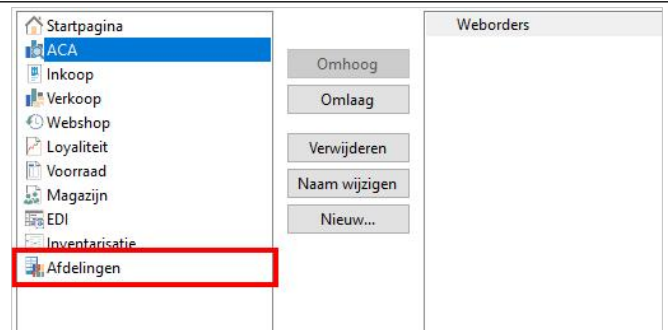 Startpagina
ACA
Inkoop
Verkoop
Webshop
Loyaliteit
Voorraad
Magazijn
EDI
Inventarisatie
Afdelingen
Omhoog
Omlaag
Verwijderen
Naam wijzigen
Nieuw...
Weborders